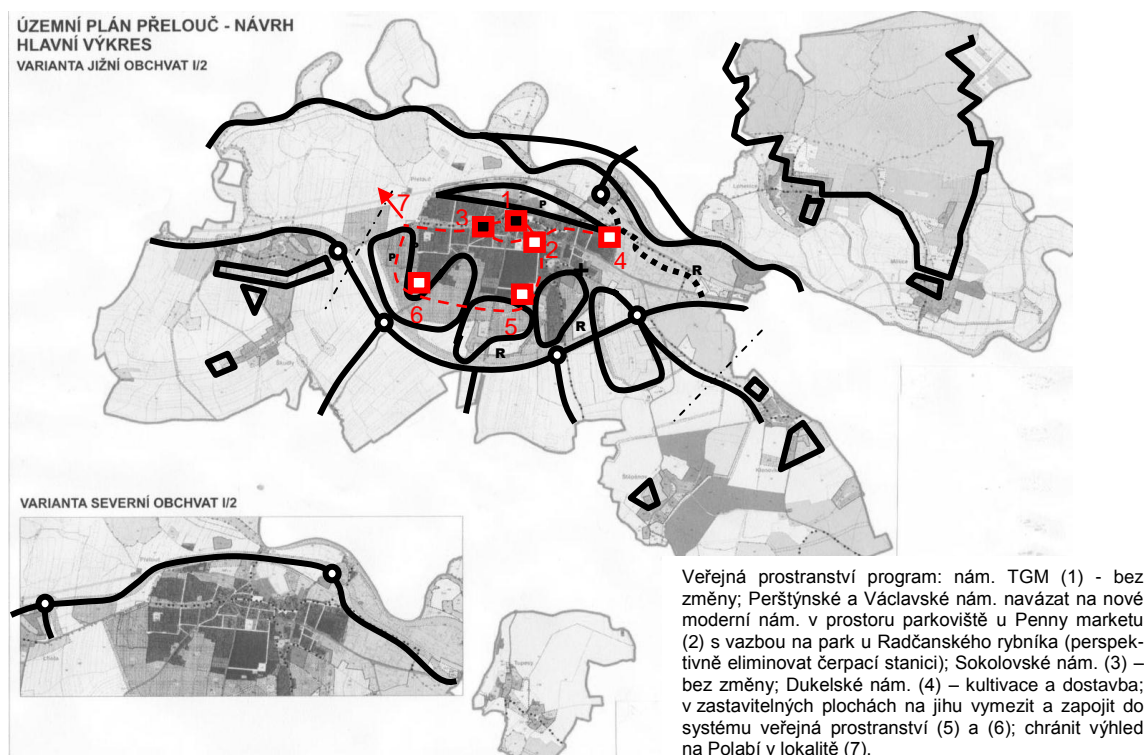 ÚZEMNÍ PLÁN PŘELOUČ - NÁVRH
HLAVNÍ VÝKRES
VARIANTA JIŽNÍ OBCHVAT I/2
7
3
1
P
2
4
R
P
6
5
R
R
VARIANTA SEVERNÍ OBCHVAT I/2
Veřejná prostranství program: nám. TGM (1) - bez
změny; Perštýnské a Václavské nám. navázat na nové
moderní nám. v prostoru parkoviště u Penny marketu
(2) s vazbou na park u Radčanského rybníka (perspek-
tivně eliminovat čerpací stanici); Sokolovské nám. (3) –
bez změny; Dukelské nám. (4) – kultivace a dostavba;
v zastavitelných plochách na jihu vymezit a zapojit do
systému veřejná prostranství (5) a (6); chránit výhled
na Polabí v lokalitě (7).